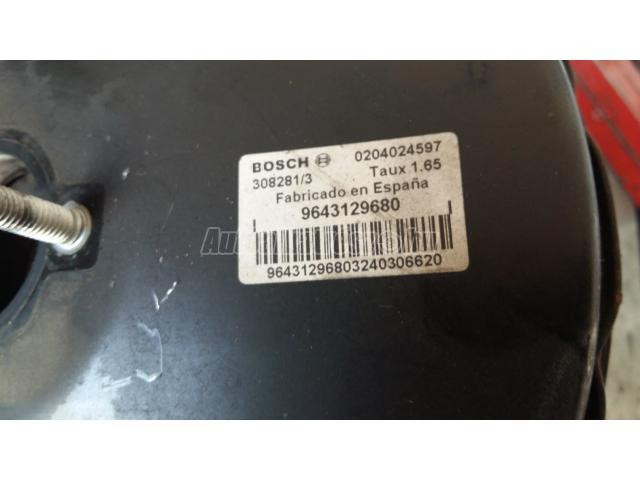 BOSCH 0204024597
308281/3 Taux 1.65
Fabricado en España
9643129680
96431296803240306620